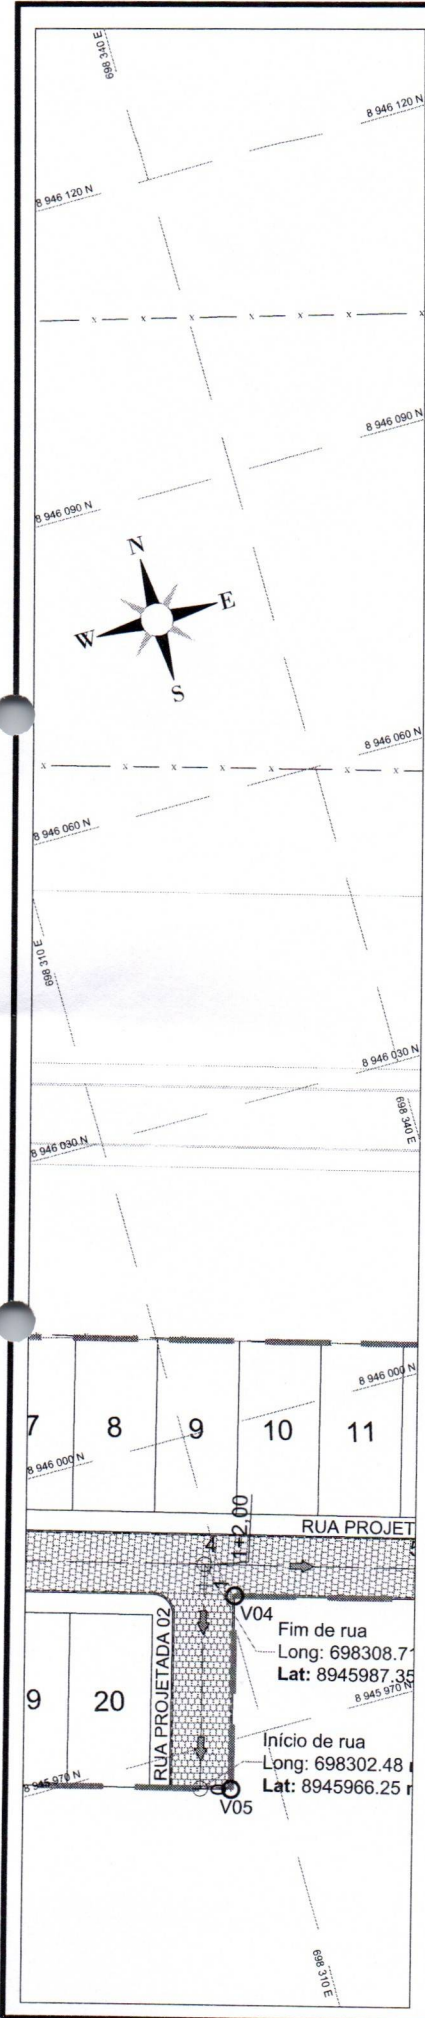 698 340 E
8 946 120 N
8 946 120 N
x x x x x x x
8 946 090 N
8 946 090 N
N
E
W
S
8 946 060 N
x x x x x x x
8 946 060 N
698 310 E
8 946 030 N
698 340 E
8 946 030 N
8 946 000 N
7 8 9 10 11
8 946 000 N
1+2,00
RUA PROJET
4
1
V04
Fim de rua
Long: 698308.71
Lat: 8945987.35
RUA PROJETADA 02
9 20
8 945 970 N
Início de rua
Long: 698302.48
Lat: 8945966.25
8 945 970 N
0
V05
698 310 E